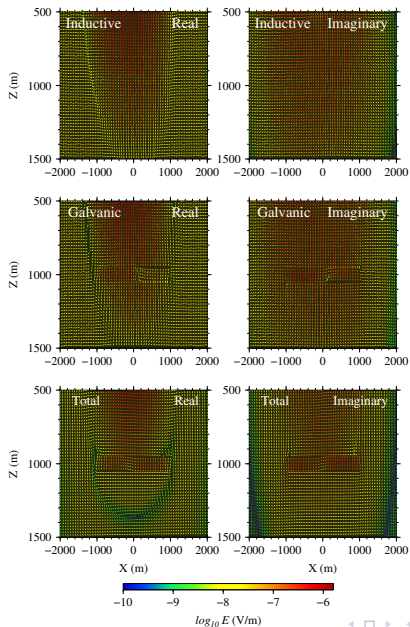 500
1000
1500
Z (m)
Inductive Real
−2000 −1000 0 1000 2000
500
1000
1500
Inductive Imaginary
−2000 −1000 0 1000 2000
500
1000
1500
Z (m)
Galvanic Real
−2000 −1000 0 1000 2000
500
1000
1500
Galvanic Imaginary
−2000 −1000 0 1000 2000
500
1000
1500
Z (m)
Total Real
−2000 −1000 0 1000 2000
X (m)
500
1000
1500
Total Imaginary
−2000 −1000 0 1000 2000
X (m)
−10 −9 −8 −7 −6
log10 E (V/m)